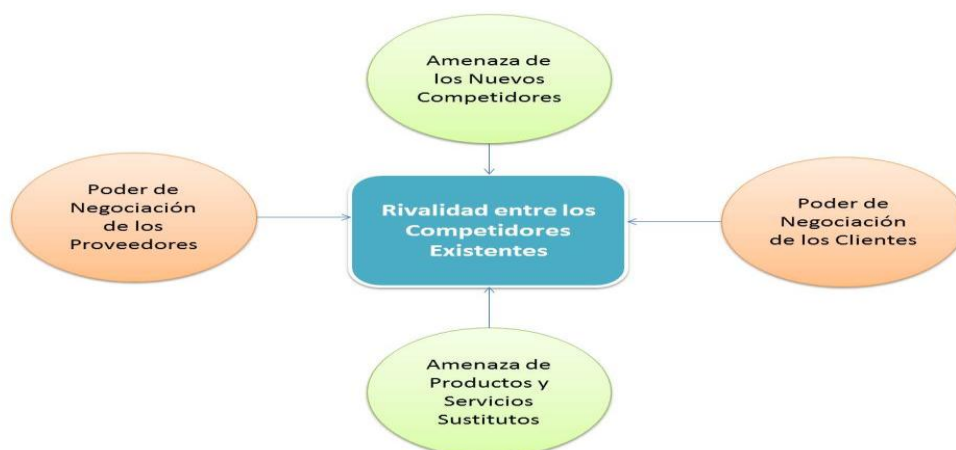 Amenaza de
los Nuevos
Competidores
Poder de
Negociación
de los
Proveedores
Rivalidad entre los
Competidores
Existentes
Poder de
Negociación
de los Clientes
Amenaza de
Productos y
Servicios
Sustitutos